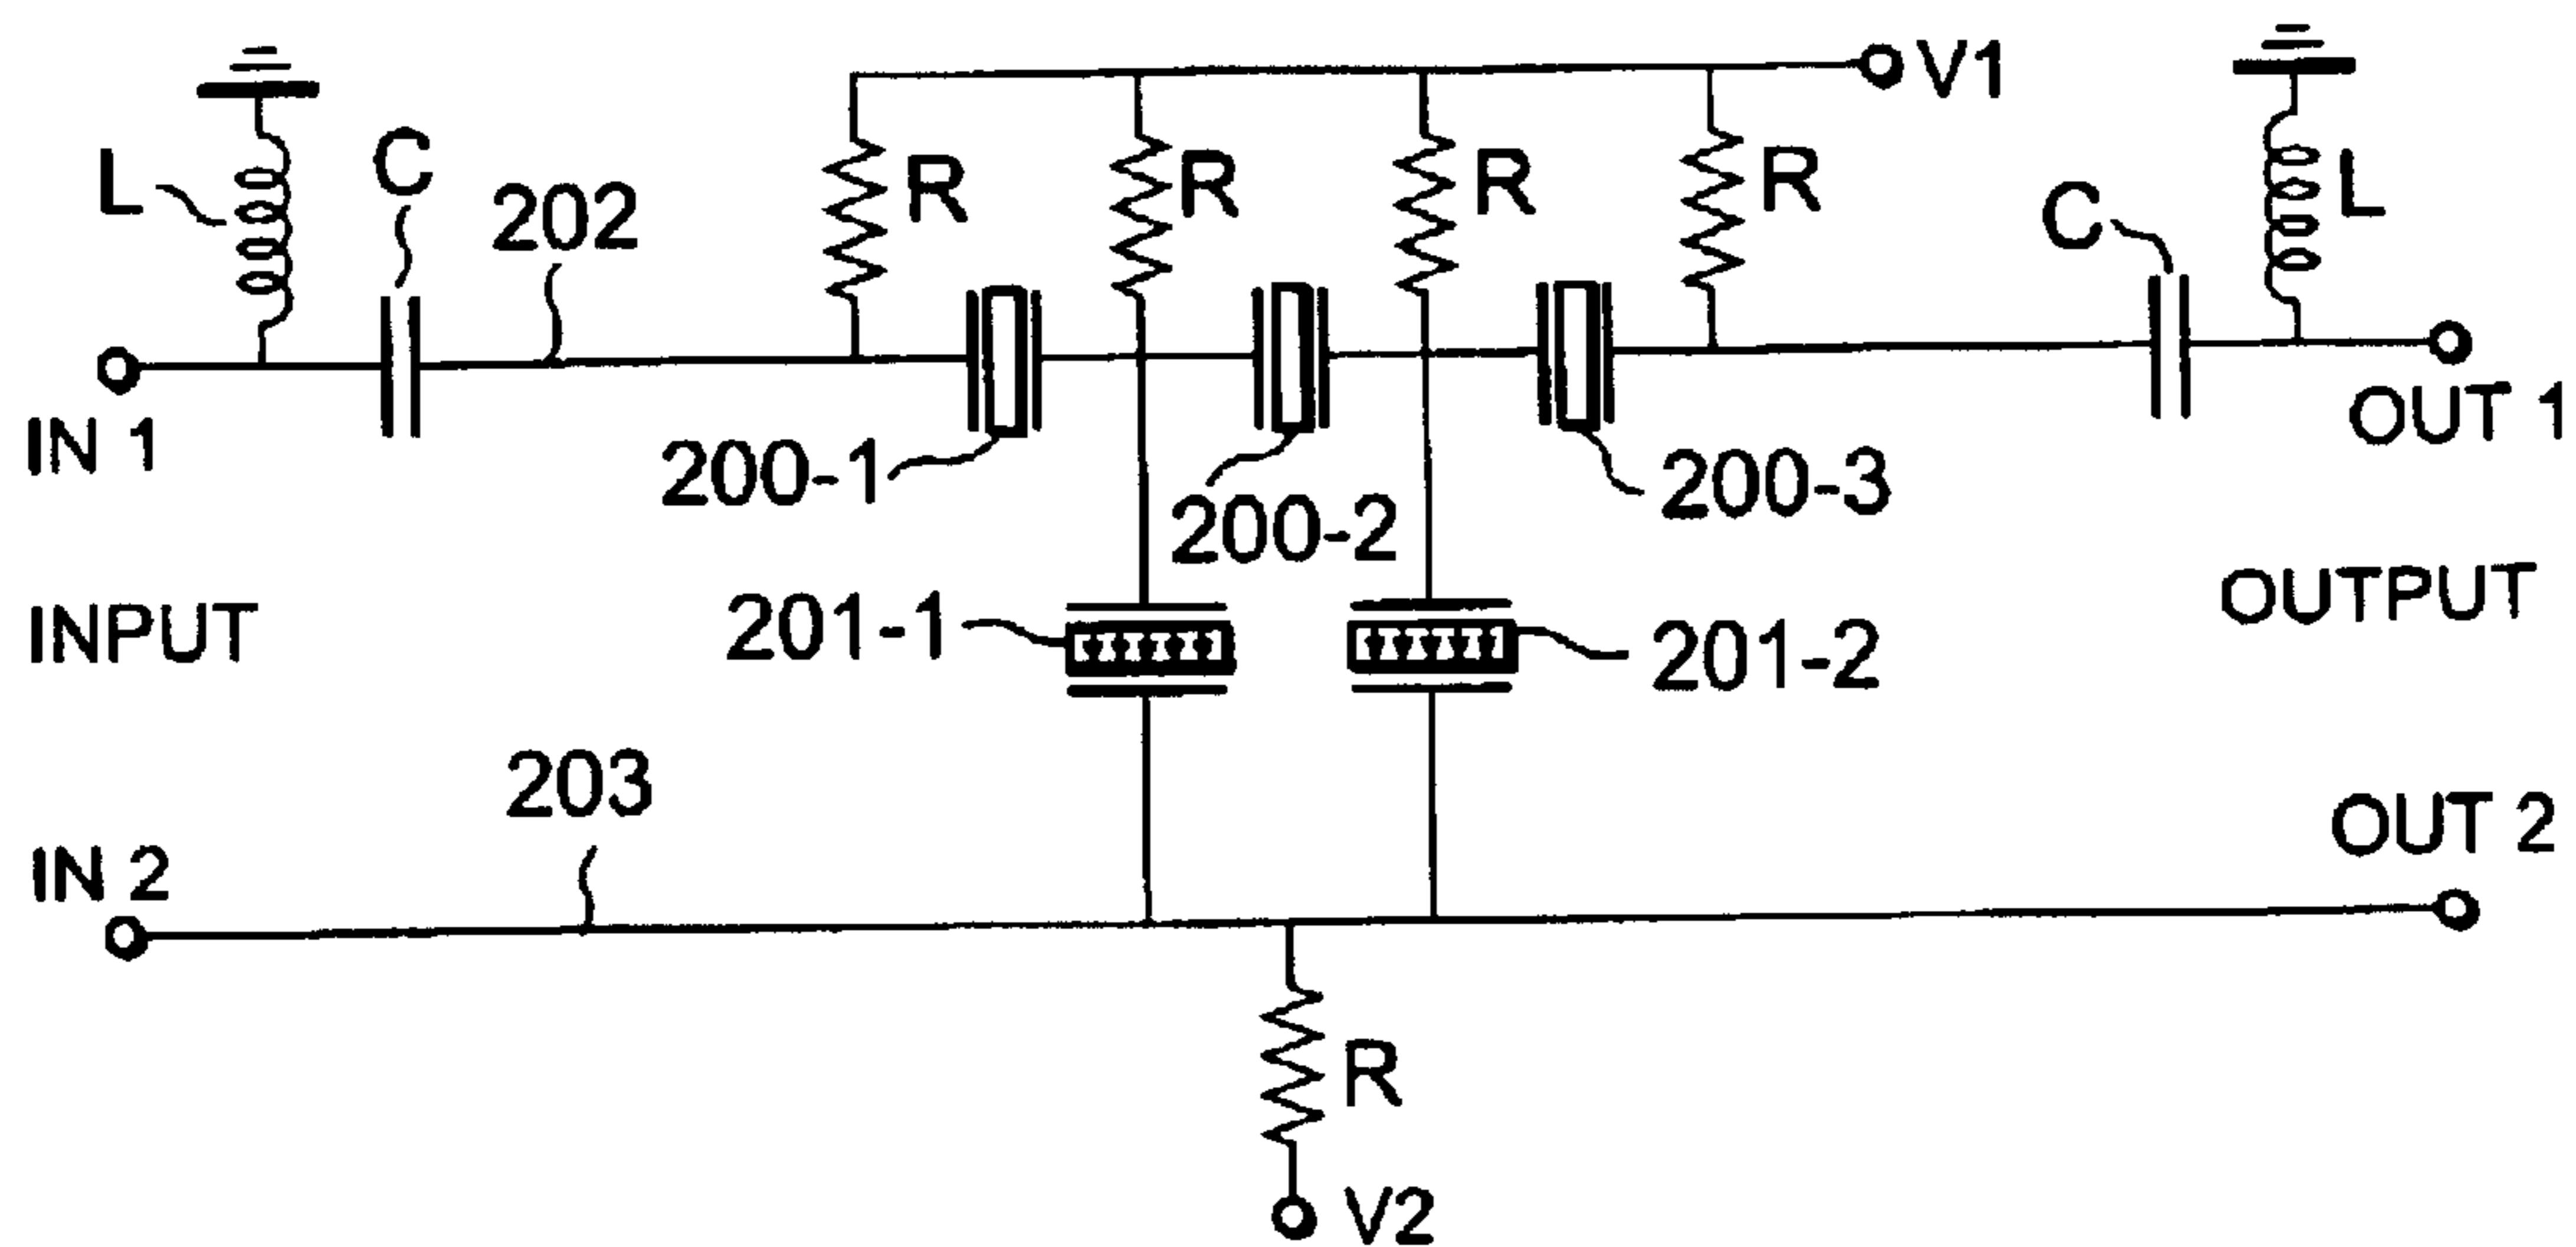 V1
L
C
202
R
R
R
R
C
L
IN 1
OUT 1
200-1
200-2
200-3
INPUT
201-1
201-2
OUTPUT
203
IN 2
OUT 2
R
V2